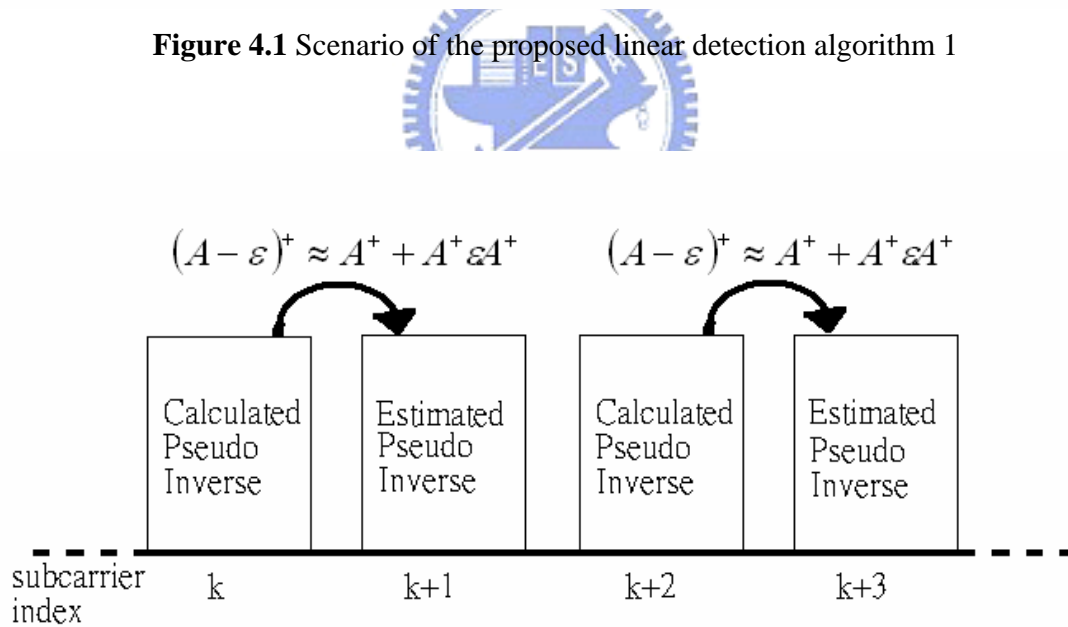 Figure 4.1 Scenario of the proposed linear detection algorithm 1
E S A
(A − ε)⁺ ≈ A⁺ + A⁺εA⁺ (A − ε)⁺ ≈ A⁺ + A⁺εA⁺
Calculated Pseudo Inverse
Estimated Pseudo Inverse
Calculated Pseudo Inverse
Estimated Pseudo Inverse
subcarrier index
k k+1 k+2 k+3